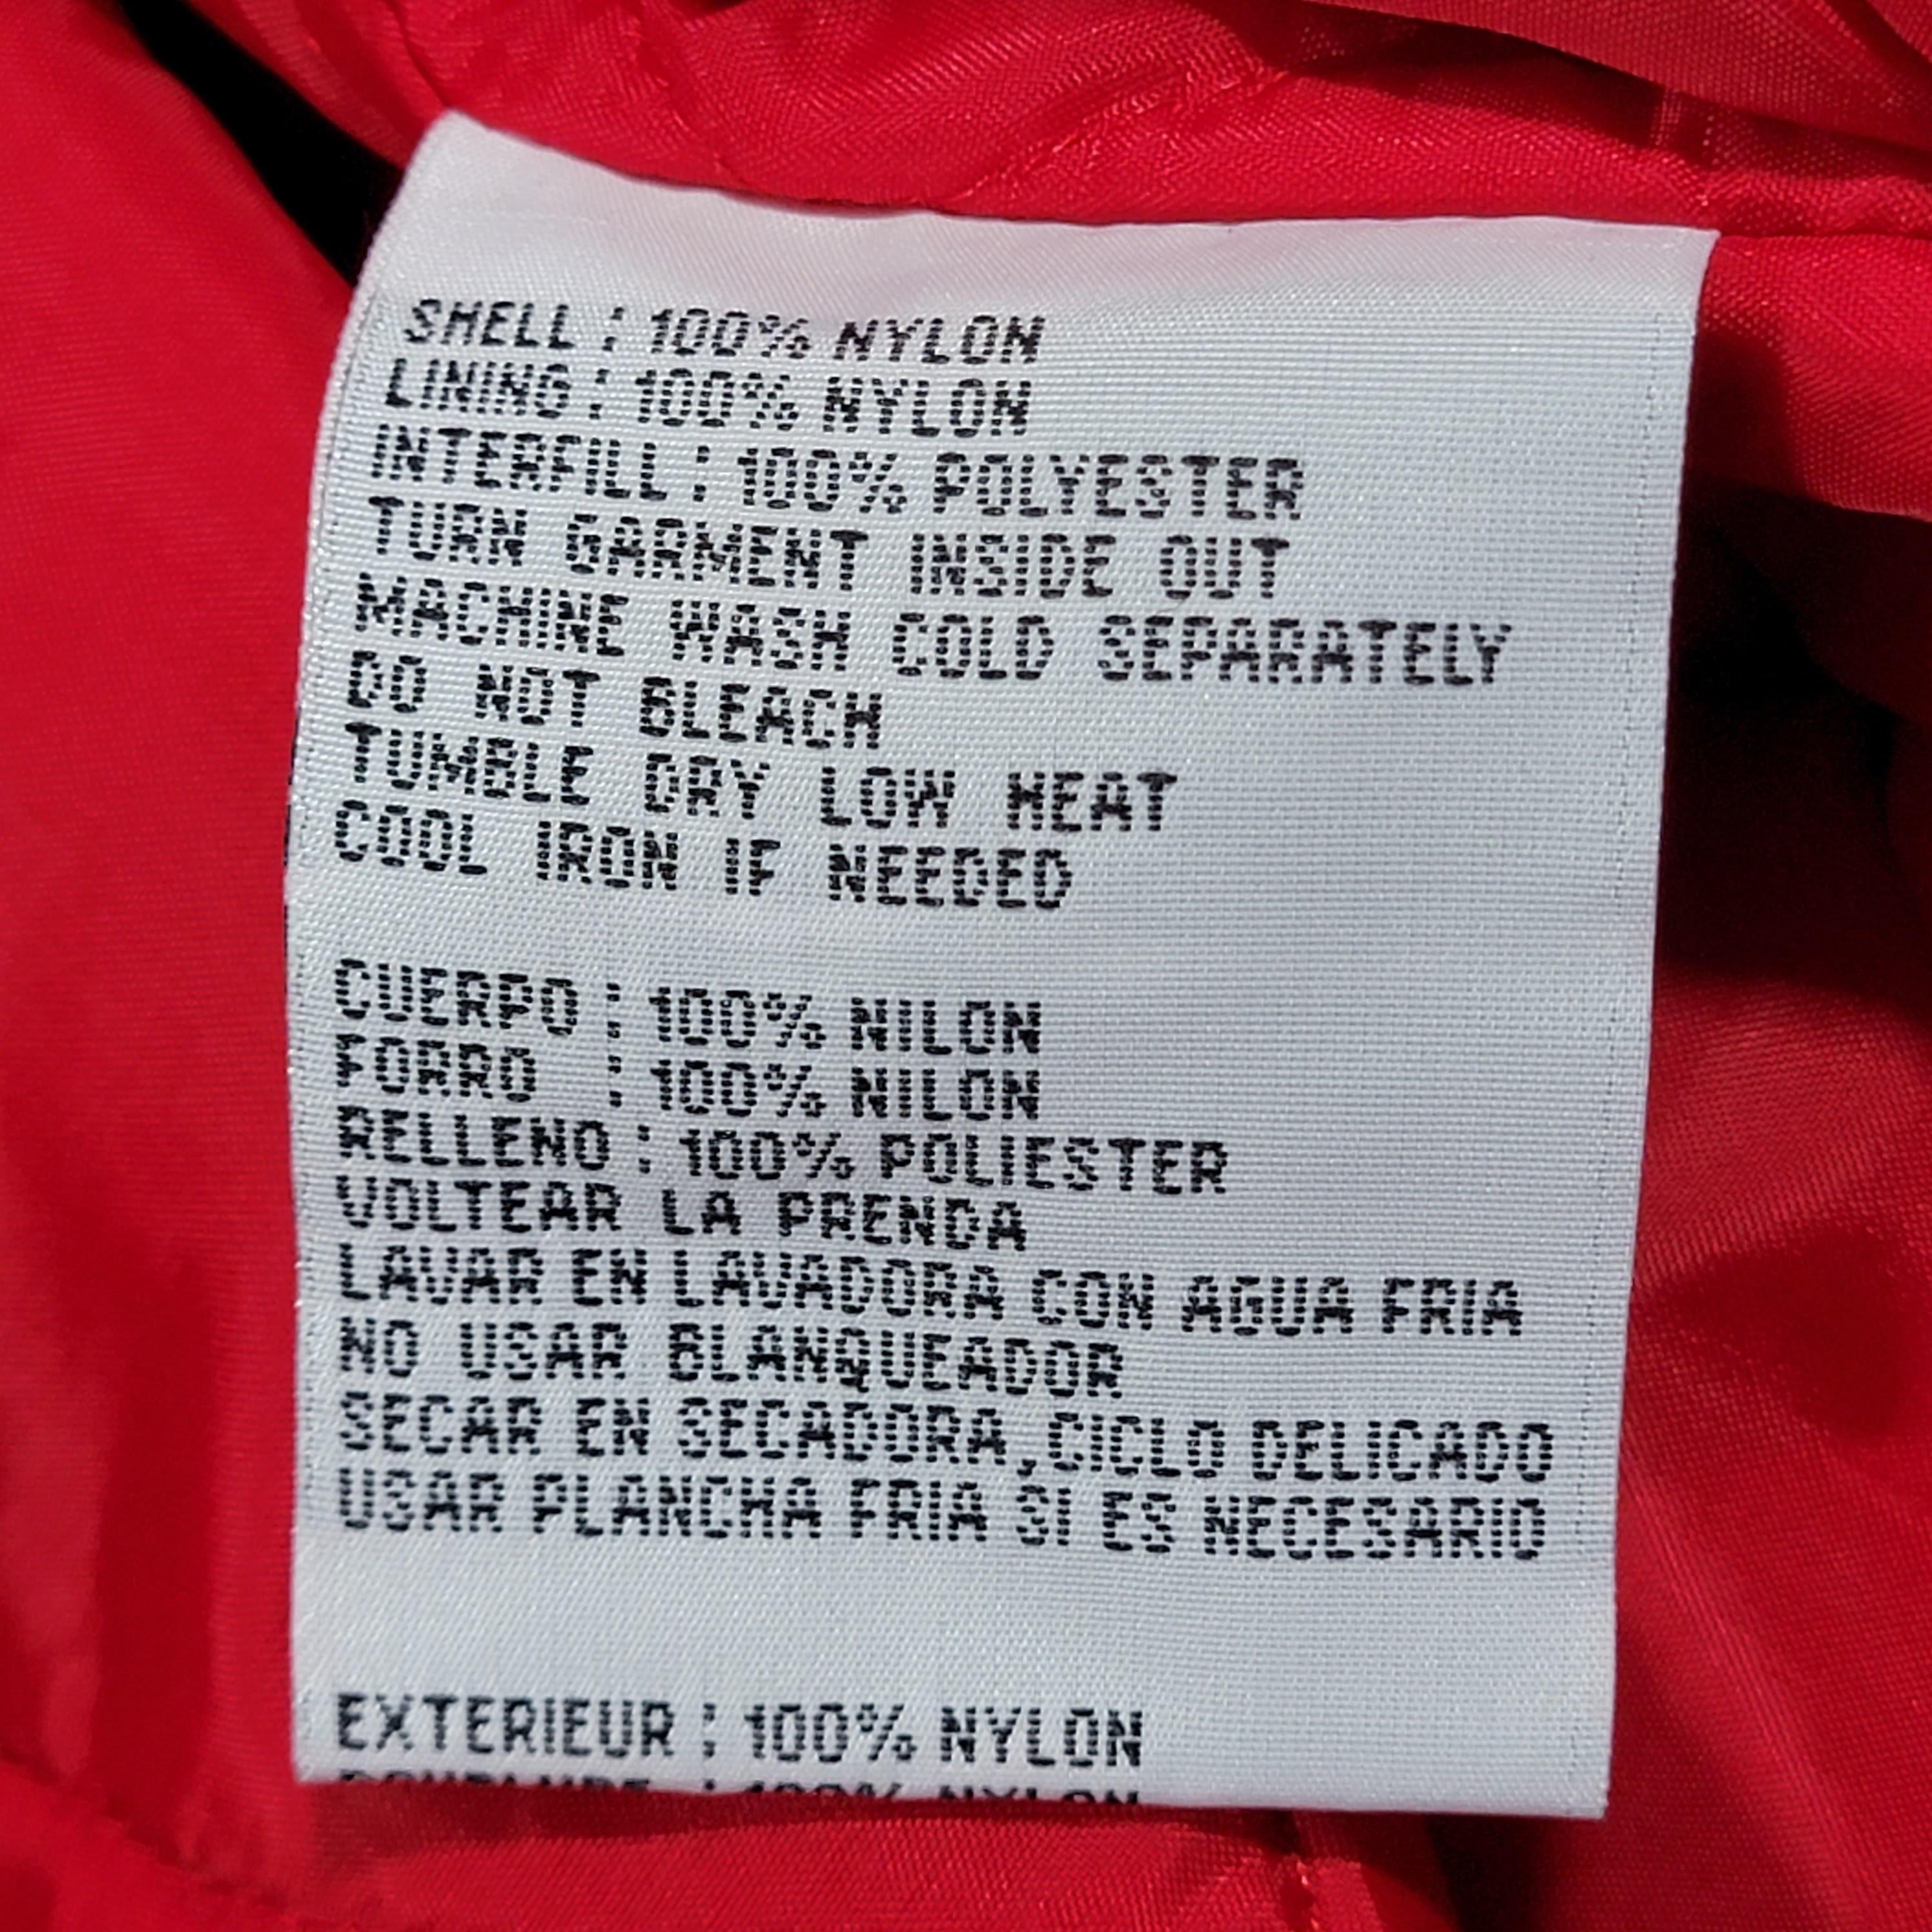 SHELL : 100% NYLON
LINING : 100% NYLON
INTERFILL : 100% POLYESTER
TURN GARMENT INSIDE OUT
MACHINE WASH COLD SEPARATELY
DO NOT BLEACH
TUMBLE DRY LOW HEAT
COOL IRON IF NEEDED
CUERPO : 100% NILON
FORRO : 100% NILON
RELLENO : 100% POLIESTER
VOLTEAR LA PRENDA
LAVAR EN LAVADORA CON AGUA FRIA
NO USAR BLANQUEADOR
SECAR EN SECADORA,CICLO DELICADO
USAR PLANCHA FRIA SI ES NECESARIO
EXTERIEUR : 100% NYLON
: 100% NYLON